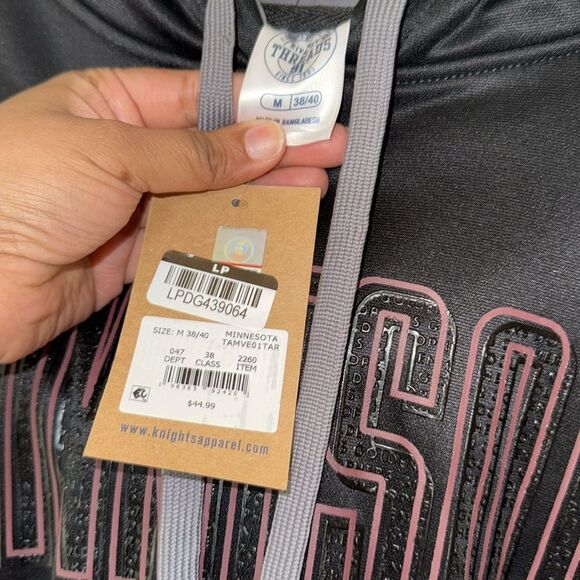 THREADS
SINCE
M 38/40
MADE IN BANGLADESH
LP
LPDG439064
SIZE: M 38/40 MINNESOTA
TAMVE01TAR
047 38 2260
DEPT CLASS ITEM
$44.99
www.knightsapparel.com